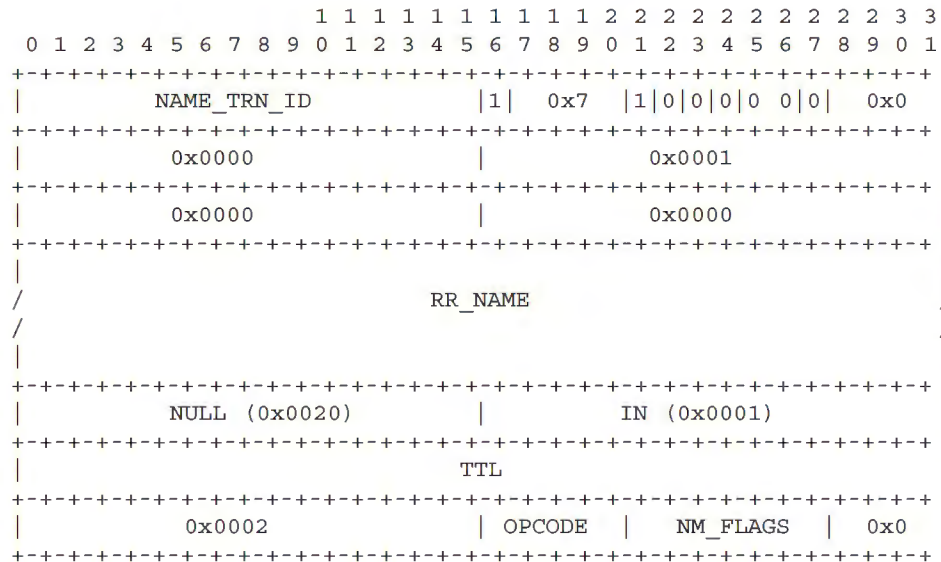 1 1 1 1 1 1 1 1 1 1 2 2 2 2 2 2 2 2 2 2 3 3
0 1 2 3 4 5 6 7 8 9 0 1 2 3 4 5 6 7 8 9 0 1 2 3 4 5 6 7 8 9 0 1
+-+-+-+-+-+-+-+-+-+-+-+-+-+-+-+-+-+-+-+-+-+-+-+-+-+-+-+-+-+-+-+-+
| NAME_TRN_ID |1| 0x7 |1|0|0|0|0 0|0| 0x0
+-+-+-+-+-+-+-+-+-+-+-+-+-+-+-+-+-+-+-+-+-+-+-+-+-+-+-+-+-+-+-+-+
| 0x0000 | 0x0001
+-+-+-+-+-+-+-+-+-+-+-+-+-+-+-+-+-+-+-+-+-+-+-+-+-+-+-+-+-+-+-+-+
| 0x0000 | 0x0000
+-+-+-+-+-+-+-+-+-+-+-+-+-+-+-+-+-+-+-+-+-+-+-+-+-+-+-+-+-+-+-+-+
|
/ RR_NAME
/
|
+-+-+-+-+-+-+-+-+-+-+-+-+-+-+-+-+-+-+-+-+-+-+-+-+-+-+-+-+-+-+-+-+
| NULL (0x0020) | IN (0x0001)
+-+-+-+-+-+-+-+-+-+-+-+-+-+-+-+-+-+-+-+-+-+-+-+-+-+-+-+-+-+-+-+-+
| TTL
+-+-+-+-+-+-+-+-+-+-+-+-+-+-+-+-+-+-+-+-+-+-+-+-+-+-+-+-+-+-+-+-+
| 0x0002 | OPCODE | NM_FLAGS | 0x0
+-+-+-+-+-+-+-+-+-+-+-+-+-+-+-+-+-+-+-+-+-+-+-+-+-+-+-+-+-+-+-+-+